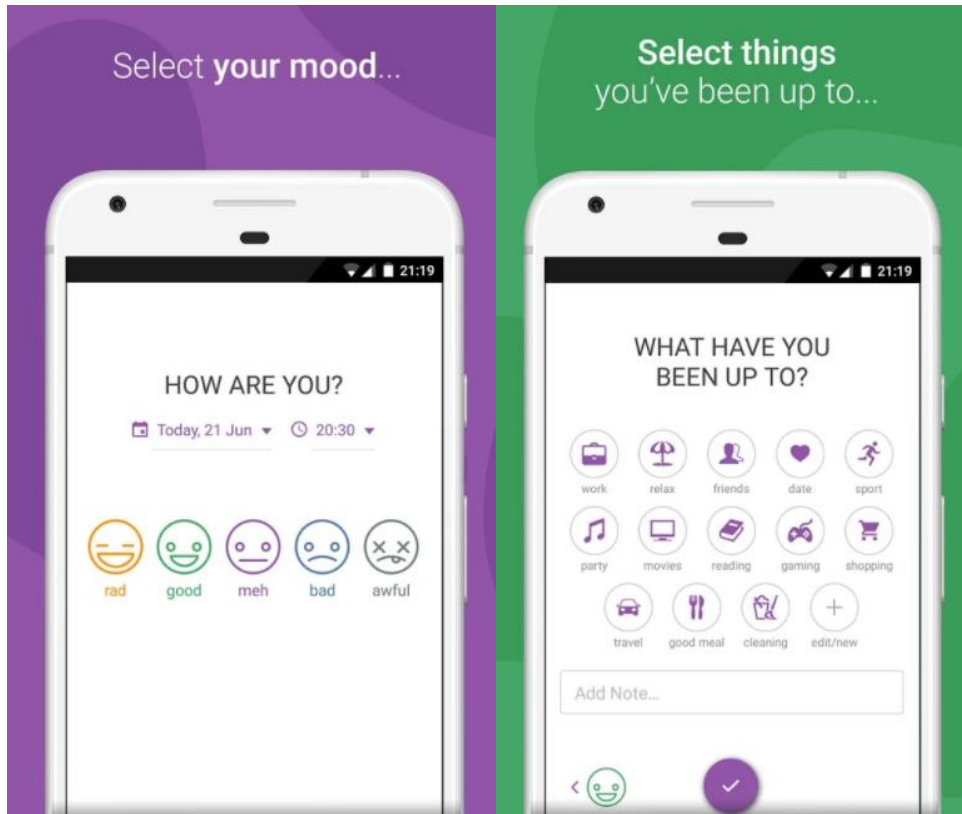 Select your mood...
21:19
HOW ARE YOU?
Today, 21 Jun 20:30
rad good meh bad awful
Select things
you've been up to...
21:19
WHAT HAVE YOU
BEEN UP TO?
work relax friends date sport
party movies reading gaming shopping
travel good meal cleaning edit/new
Add Note...